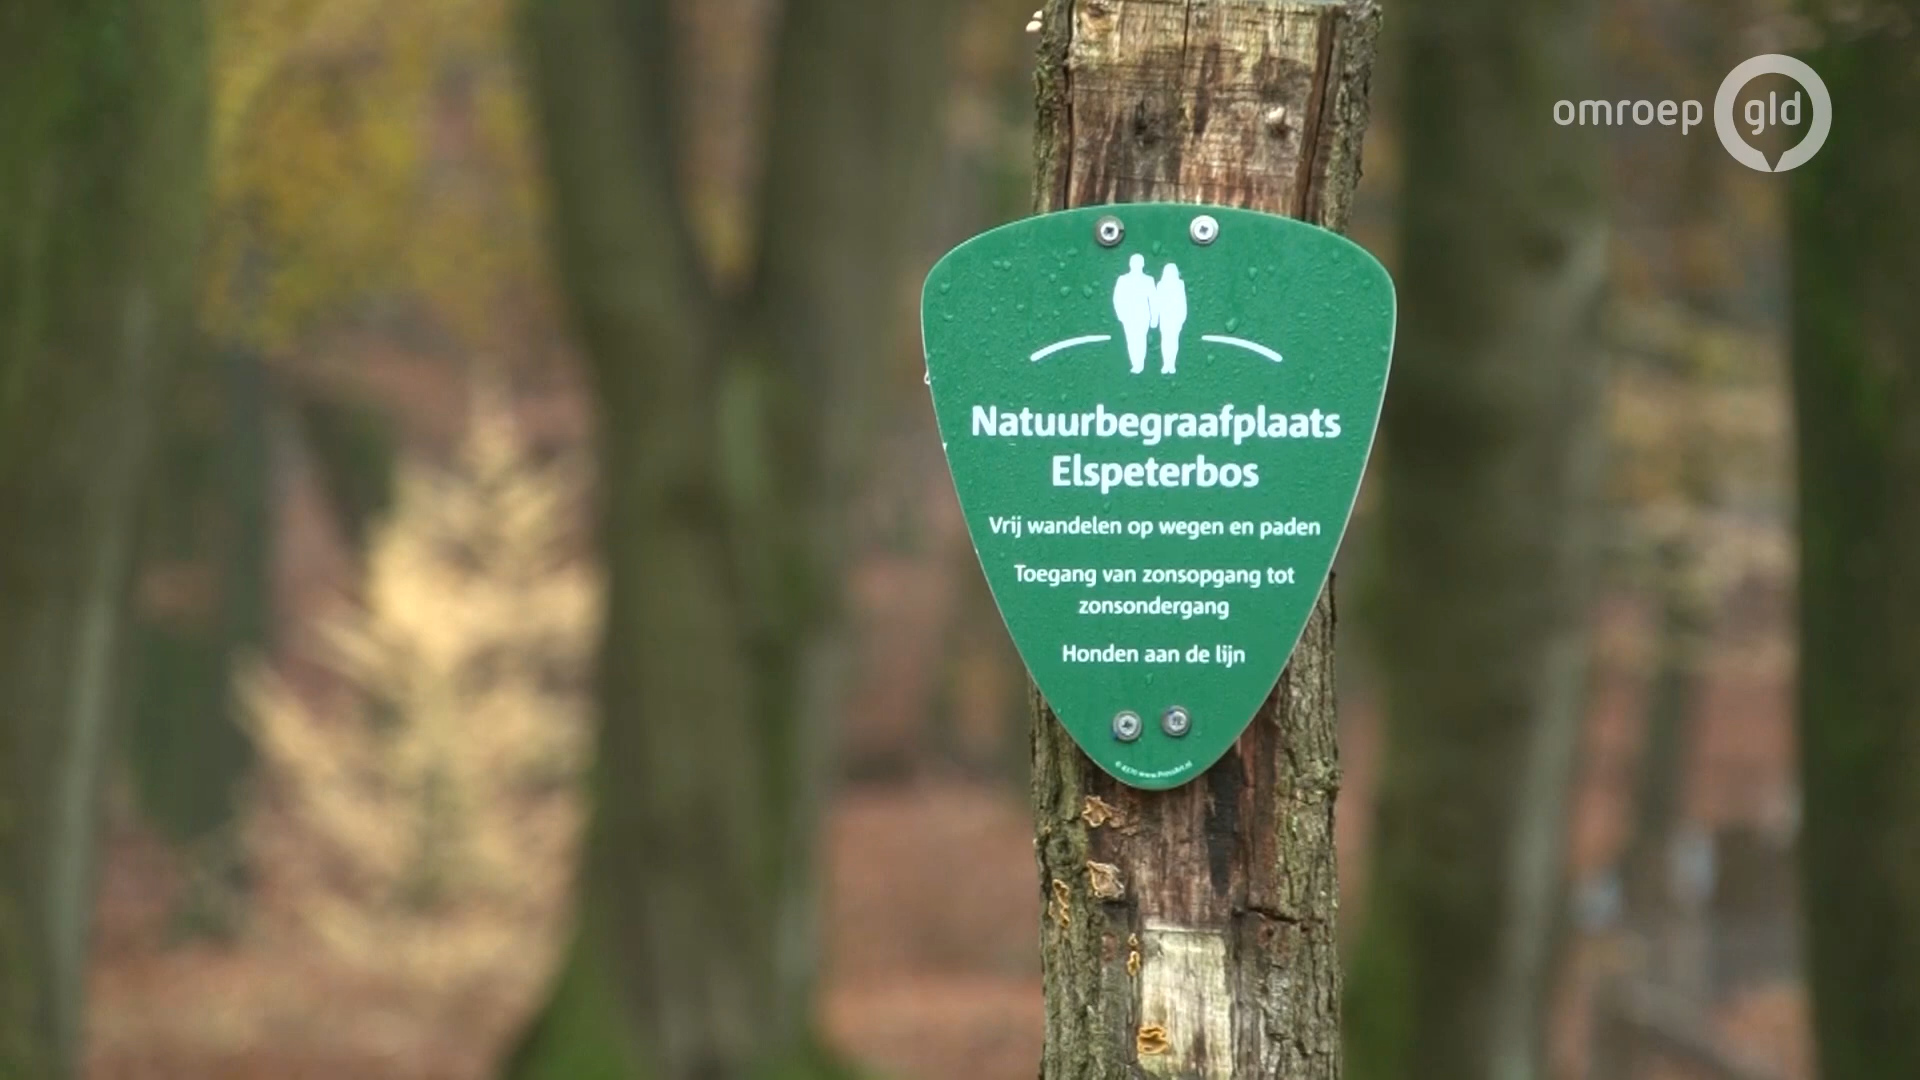 omroep gld
Natuurbegraafplaats
Elspeterbos
Vrij wandelen op wegen en paden
Toegang van zonsopgang tot
zonsondergang
Honden aan de lijn